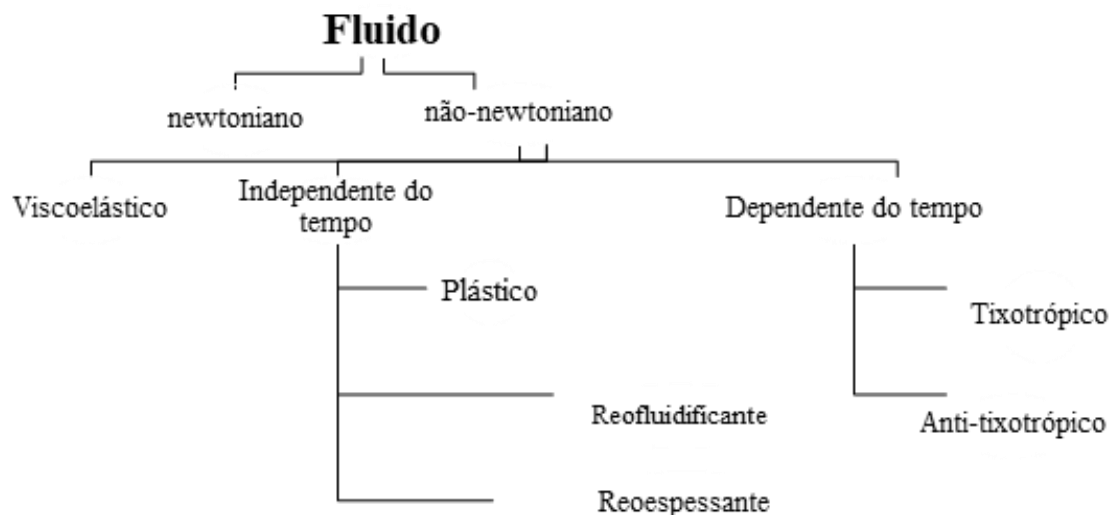 Fluido
newtoniano
não-newtoniano
Viscoelástico
Independente do
tempo
Dependente do tempo
Plástico
Tixotrópico
Reofluidificante
Anti-tixotrópico
Reoespessante